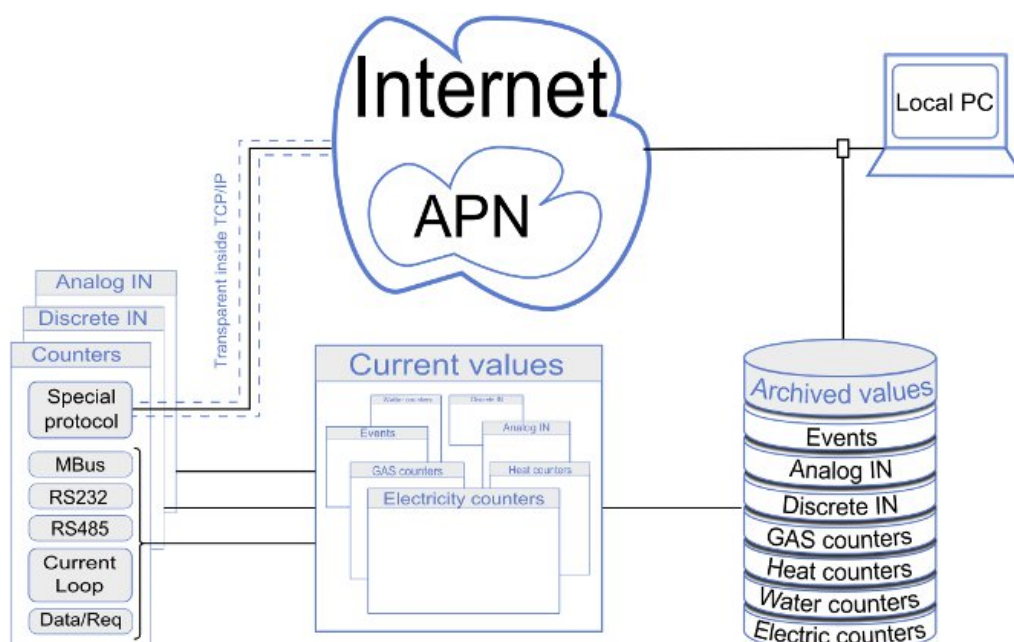 Internet
APN
Local PC
Transparent inside TCP/IP
Analog IN
Discrete IN
Counters
Special
protocol
MBus
RS232
RS485
Current
Loop
Data/Req
Current values
Water counters
Discrete IN
Events
Analog IN
GAS counters
Heat counters
Electricity counters
Archived values
Events
Analog IN
Discrete IN
GAS counters
Heat counters
Water counters
Electric counters